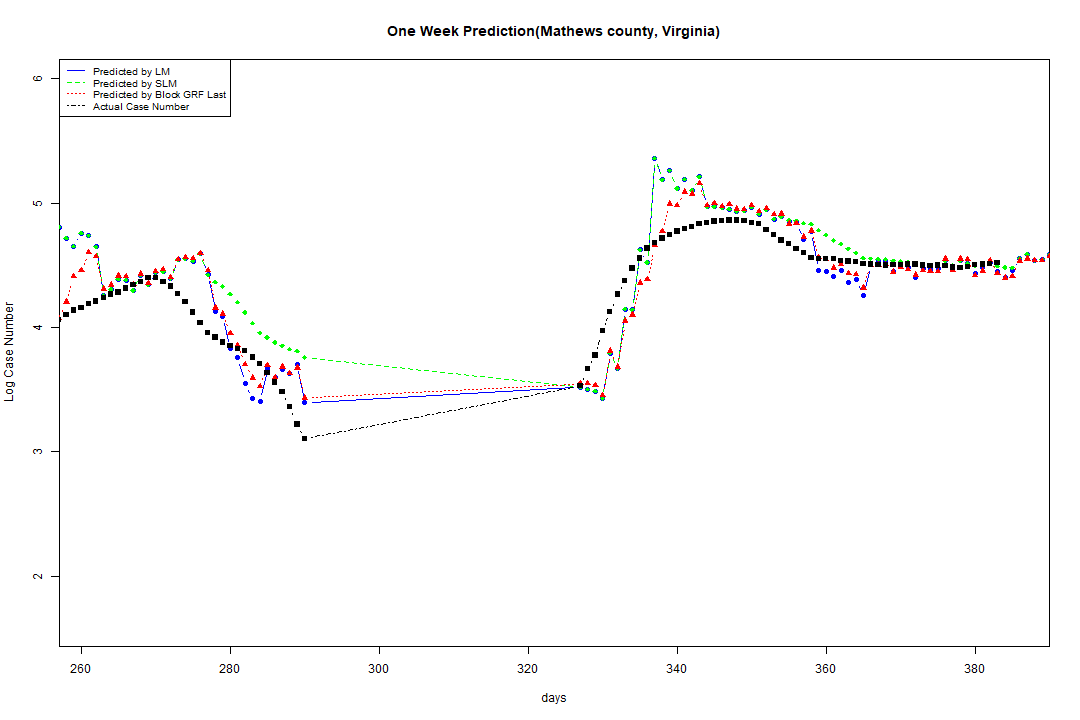 One Week Prediction(Mathews county, Virginia)
Predicted by LM
Predicted by SLM
Predicted by Block GRF Last
Actual Case Number
6
5
4
3
2
Log Case Number
260 280 300 320 340 360 380
days